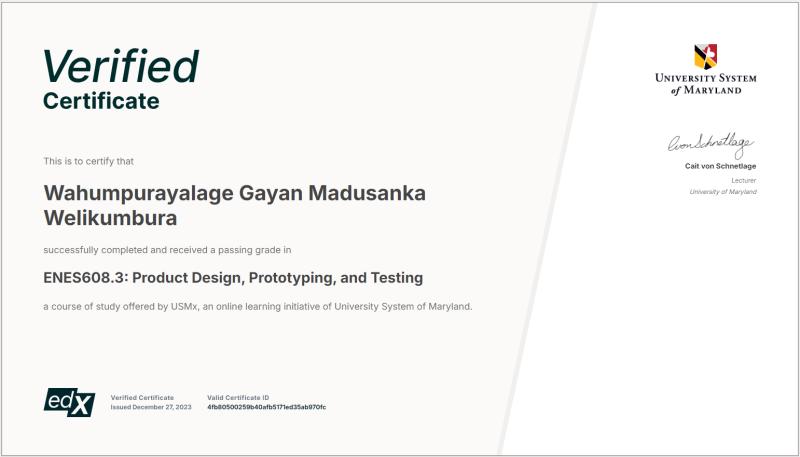 Verified
Certificate
This is to certify that
Wahumpurayalage Gayan Madusanka
Welikumbura
successfully completed and received a passing grade in
ENES608.3: Product Design, Prototyping, and Testing
a course of study offered by USMx, an online learning initiative of University System of Maryland.
edX
Verified Certificate
Issued December 27, 2023
Valid Certificate ID
4fb80500259b40afb5171ed35ab970fc
University System
of Maryland
Cvon Schnetlage
Cait von Schnetlage
Lecturer
University of Maryland